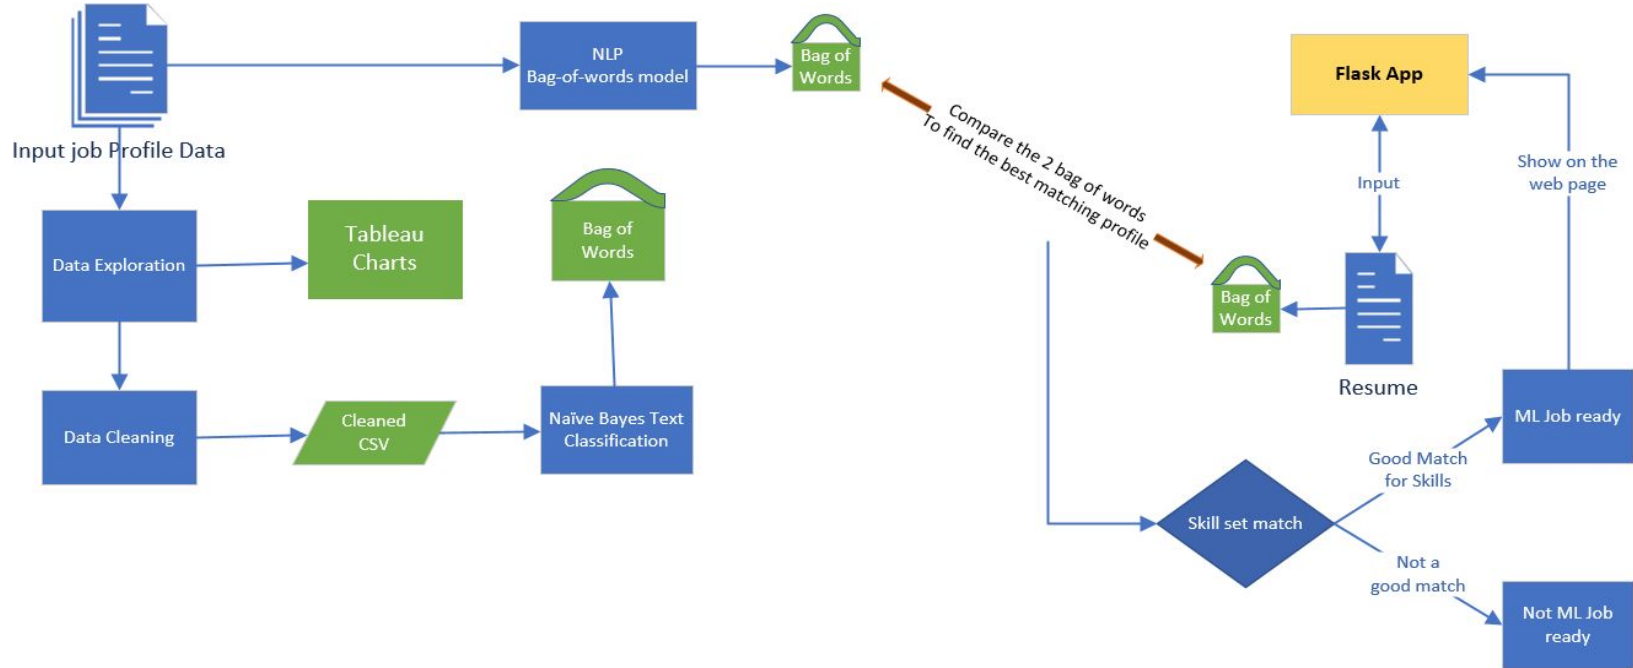 NLP
Bag-of-words model
Bag of
Words
Flask App
Input job Profile Data
Compare the 2 bag of words
To find the best matching profile
Input
Show on the
web page
Data Exploration
Tableau
Charts
Bag of
Words
Bag of
Words
Resume
Data Cleaning
Cleaned
CSV
Naïve Bayes Text
Classification
ML Job ready
Good Match
for Skills
Skill set match
Not a
good match
Not ML Job
ready